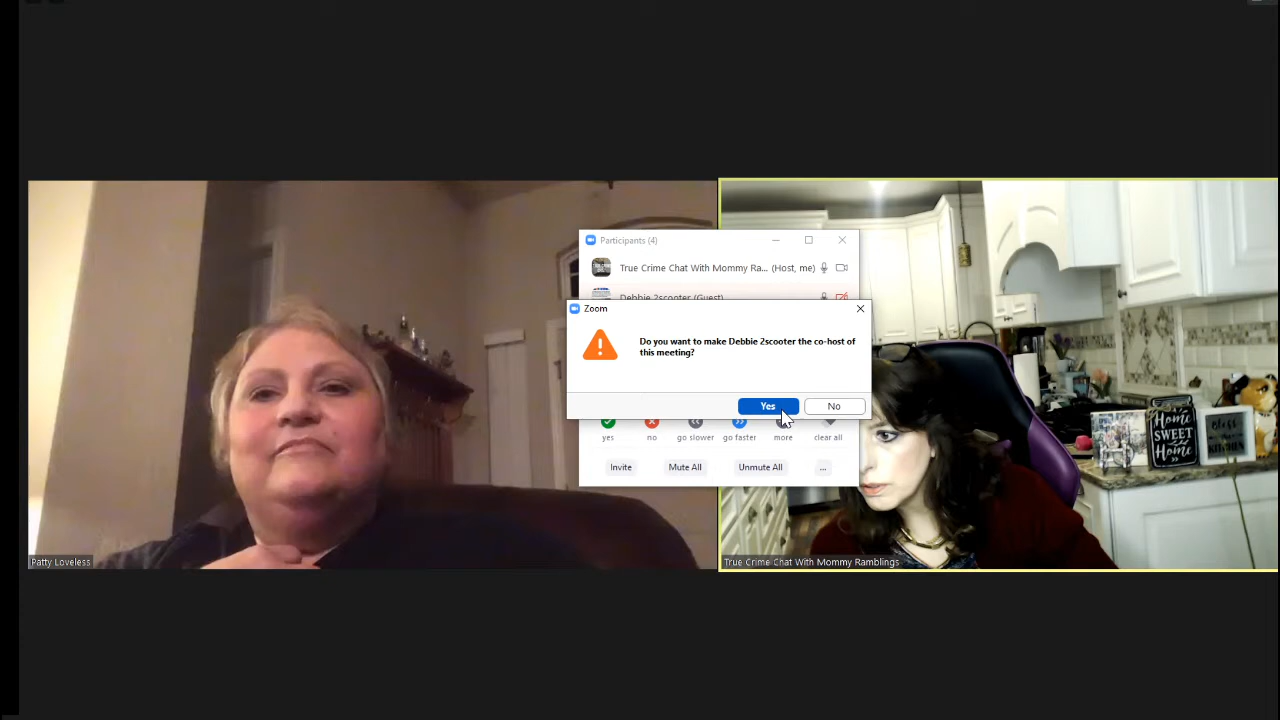 Participants (4)
True Crime Chat With Mommy Ra... (Host, me)
Debbie 2scooter (Guest)
Zoom
Do you want to make Debbie 2scooter the co-host of
this meeting?
Yes No
yes no go slower go faster more clear all
Invite Mute All Unmute All ...
Home
SWEET
Home
Bless
KITCHEN
Patty Loveless
True Crime Chat With Mommy Ramblings